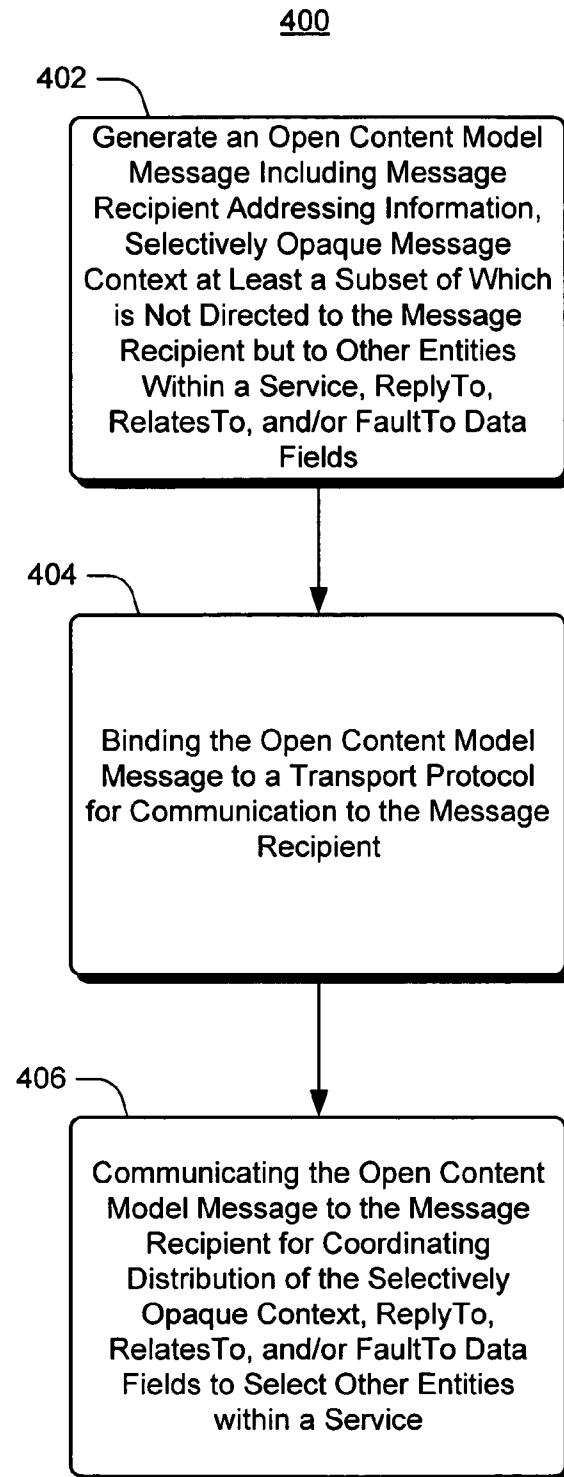 400
402
Generate an Open Content Model
Message Including Message
Recipient Addressing Information,
Selectively Opaque Message
Context at Least a Subset of Which
is Not Directed to the Message
Recipient but to Other Entities
Within a Service, ReplyTo,
RelatesTo, and/or FaultTo Data
Fields
404
Binding the Open Content Model
Message to a Transport Protocol
for Communication to the Message
Recipient
406
Communicating the Open Content
Model Message to the Message
Recipient for Coordinating
Distribution of the Selectively
Opaque Context, ReplyTo,
RelatesTo, and/or FaultTo Data
Fields to Select Other Entities
within a Service